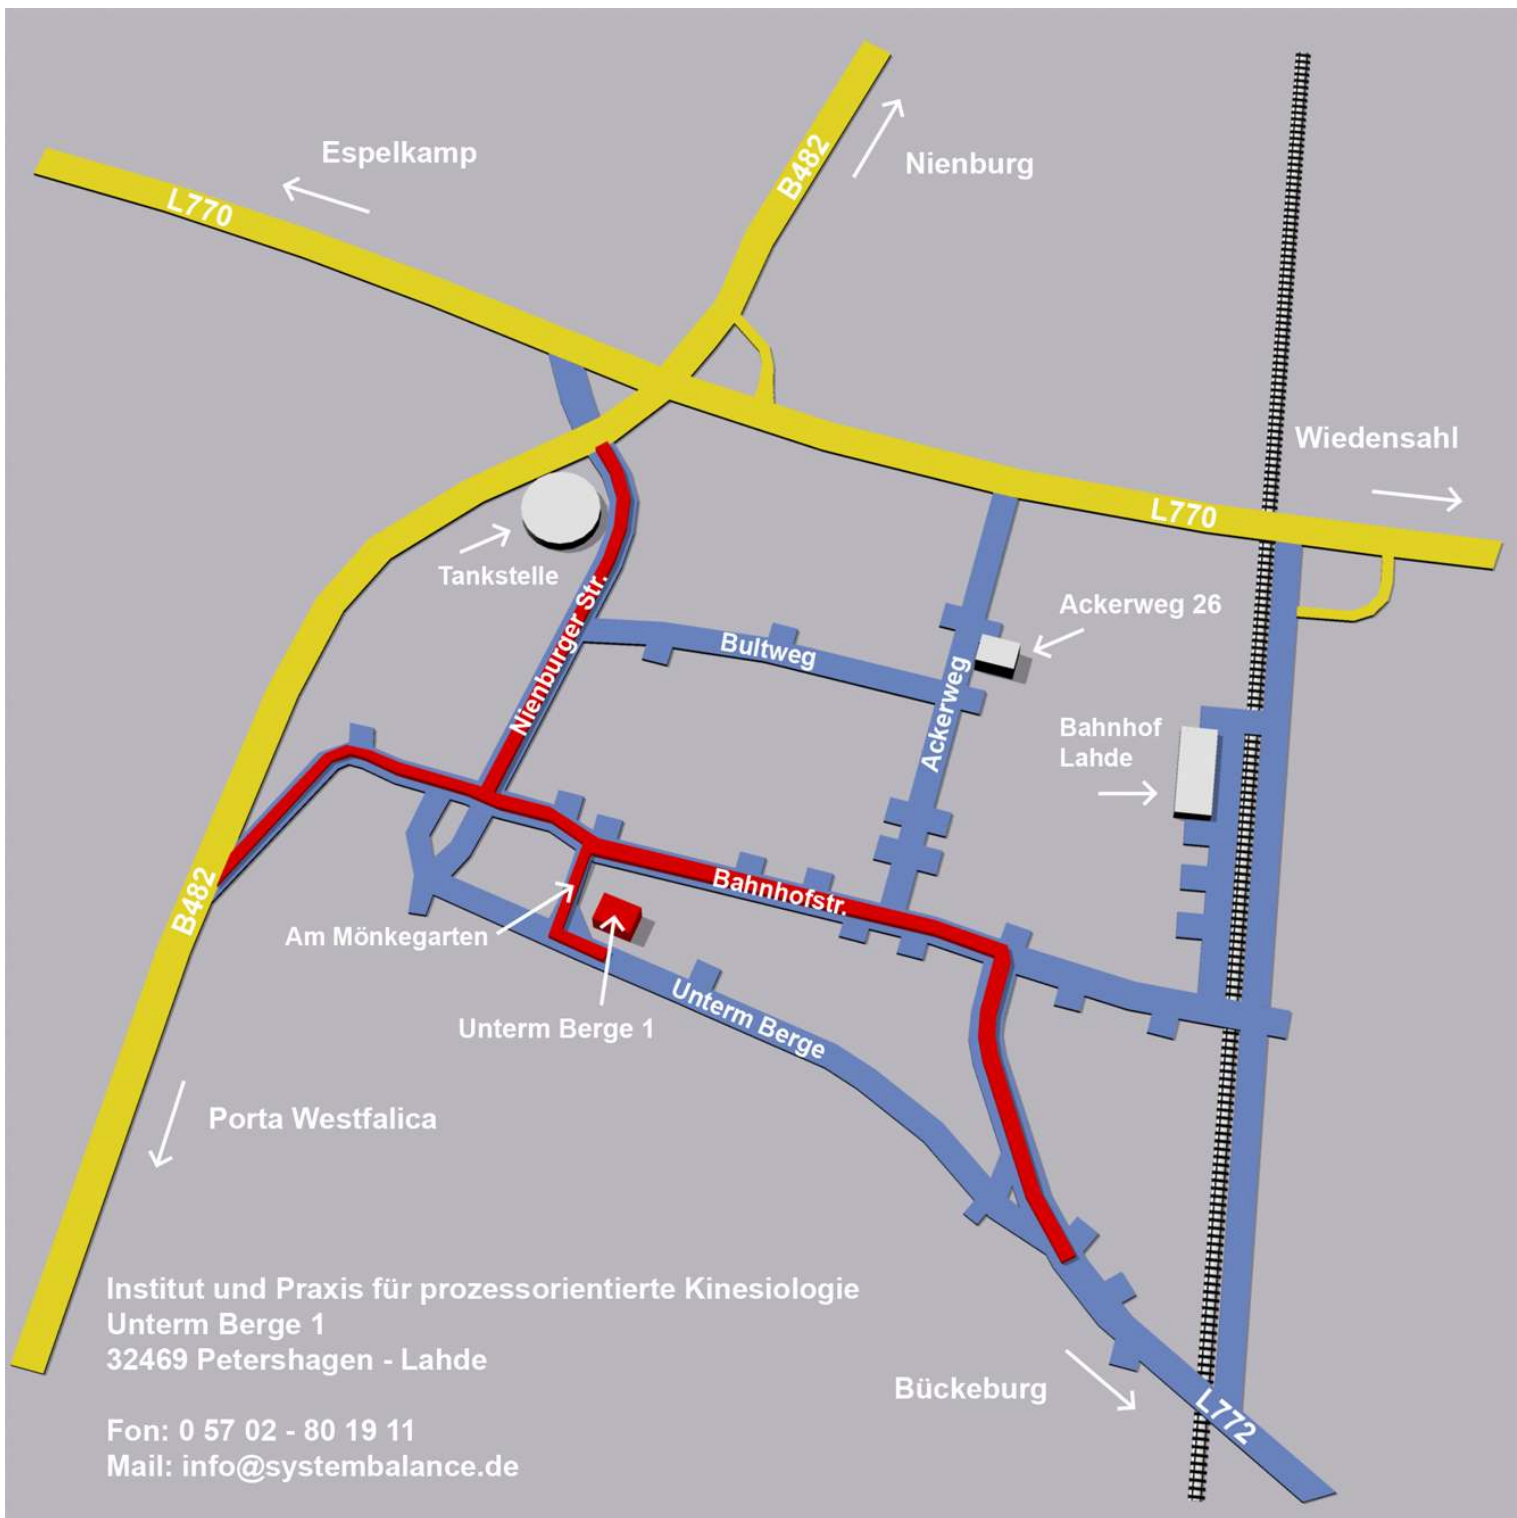 Espelkamp
L770
B482
Nienburg
Wiedensahl
L770
Tankstelle
Nienburger Str.
Bultweg
Ackerweg 26
Ackerweg
Bahnhof
Lahde
B482
Bahnhofstr.
Am Mönkegarten
Unterm Berge 1
Unterm Berge
Porta Westfalica
Institut und Praxis für prozessorientierte Kinesiologie
Unterm Berge 1
32469 Petershagen - Lahde
Fon: 0 57 02 - 80 19 11
Mail: info@systembalance.de
Bückeburg
L772